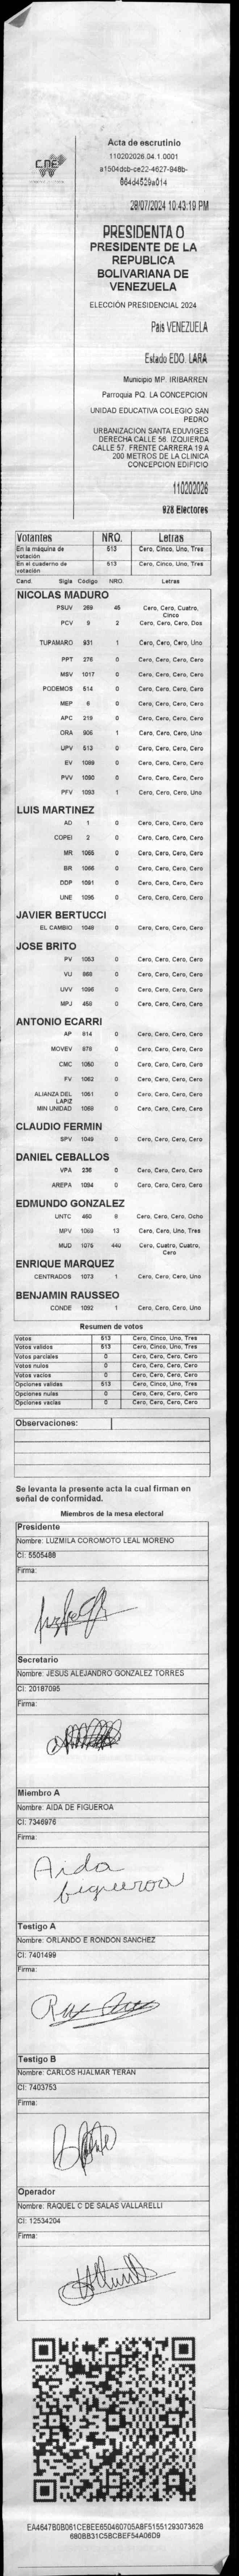 CNE
Acta de escrutinio
110202026.04.1.0001
a1504dcb-ce22-4627-948b-
664d4529a014
28/07/2024 10:43:19 PM
PRESIDENTA O
PRESIDENTE DE LA
REPUBLICA
BOLIVARIANA DE
VENEZUELA
ELECCIÓN PRESIDENCIAL 2024
Pais VENEZUELA
Estado EDO. LARA
Municipio MP. IRIBARREN
Parroquia PQ. LA CONCEPCION
UNIDAD EDUCATIVA COLEGIO SAN
PEDRO
URBANIZACION SANTA EDUVIGES
DERECHA CALLE 56. IZQUIERDA
CALLE 57. FRENTE CARRERA 19 A
200 METROS DE LA CLINICA
CONCEPCION EDIFICIO
110202026
928 Electores
Votantes NRO. Letras
En la máquina de votación 513 Cero, Cinco, Uno, Tres
En el cuaderno de votación 513 Cero, Cinco, Uno, Tres
Cand. Sigla Código NRO. Letras
NICOLAS MADURO
PSUV 269 45 Cero, Cero, Cuatro, Cinco
PCV 9 2 Cero, Cero, Cero, Dos
TUPAMARO 931 1 Cero, Cero, Cero, Uno
PPT 276 0 Cero, Cero, Cero, Cero
MSV 1017 0 Cero, Cero, Cero, Cero
PODEMOS 514 0 Cero, Cero, Cero, Cero
MEP 6 0 Cero, Cero, Cero, Cero
APC 219 0 Cero, Cero, Cero, Cero
ORA 906 1 Cero, Cero, Cero, Uno
UPV 513 0 Cero, Cero, Cero, Cero
EV 1089 0 Cero, Cero, Cero, Cero
PVV 1090 0 Cero, Cero, Cero, Cero
PFV 1093 1 Cero, Cero, Cero, Uno
LUIS MARTINEZ
AD 1 0 Cero, Cero, Cero, Cero
COPEI 2 0 Cero, Cero, Cero, Cero
MR 1065 0 Cero, Cero, Cero, Cero
BR 1066 0 Cero, Cero, Cero, Cero
DDP 1091 0 Cero, Cero, Cero, Cero
UNE 1095 0 Cero, Cero, Cero, Cero
JAVIER BERTUCCI
EL CAMBIO 1048 0 Cero, Cero, Cero, Cero
JOSE BRITO
PV 1053 0 Cero, Cero, Cero, Cero
VU 868 0 Cero, Cero, Cero, Cero
UVV 1096 0 Cero, Cero, Cero, Cero
MPJ 458 0 Cero, Cero, Cero, Cero
ANTONIO ECARRI
AP 814 0 Cero, Cero, Cero, Cero
MOVEV 878 0 Cero, Cero, Cero, Cero
CMC 1050 0 Cero, Cero, Cero, Cero
FV 1062 0 Cero, Cero, Cero, Cero
ALIANZA DEL LAPIZ 1061 0 Cero, Cero, Cero, Cero
MIN UNIDAD 1088 0 Cero, Cero, Cero, Cero
CLAUDIO FERMIN
SPV 1049 0 Cero, Cero, Cero, Cero
DANIEL CEBALLOS
VPA 236 0 Cero, Cero, Cero, Cero
AREPA 1094 0 Cero, Cero, Cero, Cero
EDMUNDO GONZALEZ
UNTC 460 8 Cero, Cero, Cero, Ocho
MPV 1069 13 Cero, Cero, Uno, Tres
MUD 1075 440 Cero, Cuatro, Cuatro, Cero
ENRIQUE MARQUEZ
CENTRADOS 1073 1 Cero, Cero, Cero, Uno
BENJAMIN RAUSSEO
CONDE 1092 1 Cero, Cero, Cero, Uno
Resumen de votos
Votos 513 Cero, Cinco, Uno, Tres
Votos validos 513 Cero, Cinco, Uno, Tres
Votos parciales 0 Cero, Cero, Cero, Cero
Votos nulos 0 Cero, Cero, Cero, Cero
Votos vacios 0 Cero, Cero, Cero, Cero
Opciones validas 513 Cero, Cinco, Uno, Tres
Opciones nulas 0 Cero, Cero, Cero, Cero
Opciones vacias 0 Cero, Cero, Cero, Cero
Observaciones:
Se levanta la presente acta la cual firman en
señal de conformidad.
Miembros de la mesa electoral
Presidente
Nombre: LUZMILA COROMOTO LEAL MORENO
CI: 5505488
Firma:
Secretario
Nombre: JESUS ALEJANDRO GONZALEZ TORRES
CI: 20187095
Firma:
Miembro A
Nombre: AIDA DE FIGUEROA
CI: 7346976
Firma:
Aida
Figueroa
Testigo A
Nombre: ORLANDO E RONDON SANCHEZ
CI: 7401499
Firma:
Testigo B
Nombre: CARLOS HJALMAR TERAN
CI: 7403753
Firma:
Operador
Nombre: RAQUEL C DE SALAS VALLARELLI
CI: 12534204
Firma:
EA4647B0B061CEBEE650460705A8F51551293073628
680BB31C5BCBEF54A06D9